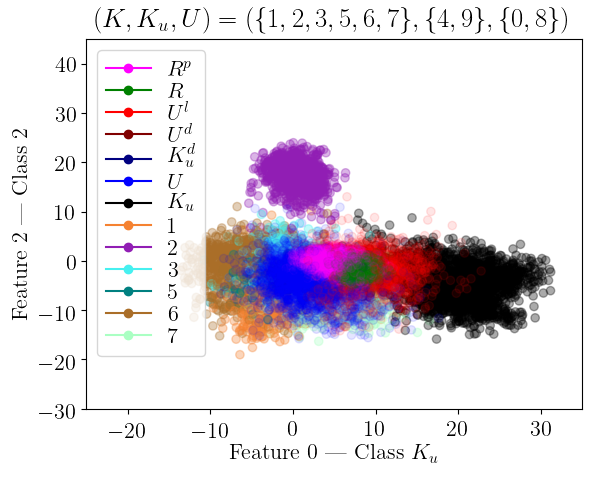 (K, K_u, U) = ({1, 2, 3, 5, 6, 7}, {4, 9}, {0, 8})
40
30
20
10
0
−10
−20
−30
Feature 2 — Class 2
R^p
R
U^l
U^d
K_u^d
U
K_u
1
2
3
5
6
7
−20 −10 0 10 20 30
Feature 0 — Class K_u